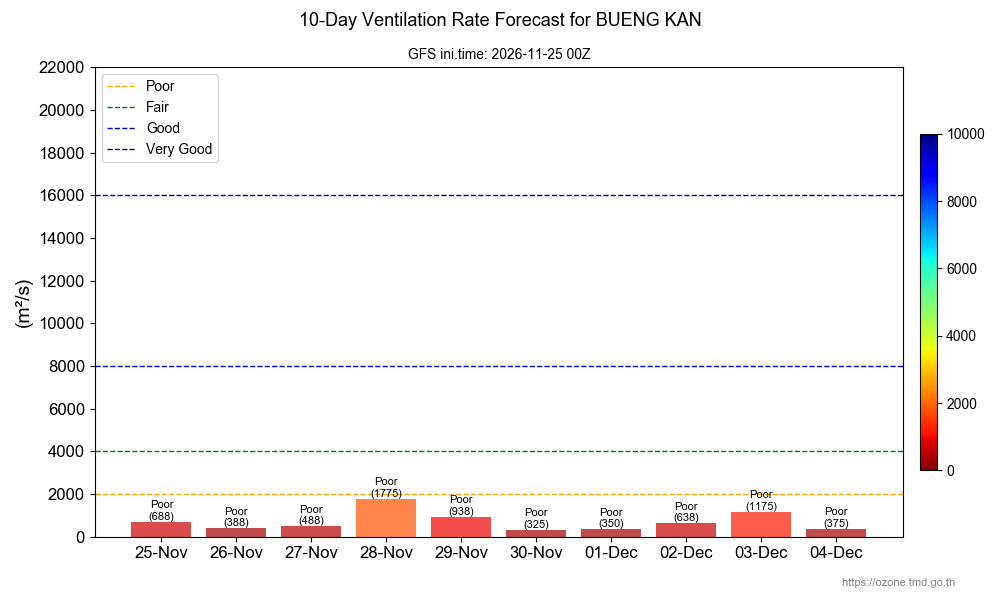 10-Day Ventilation Rate Forecast for BUENG KAN
GFS ini.time: 2026-11-25 00Z
(m²/s)
22000
20000
18000
16000
14000
12000
10000
8000
6000
4000
2000
0
Poor
Fair
Good
Very Good
Poor
(688)
Poor
(388)
Poor
(488)
Poor
(1775)
Poor
(938)
Poor
(325)
Poor
(350)
Poor
(638)
Poor
(1175)
Poor
(375)
25-Nov 26-Nov 27-Nov 28-Nov 29-Nov 30-Nov 01-Dec 02-Dec 03-Dec 04-Dec
10000
8000
6000
4000
2000
0
https://ozone.tmd.go.th